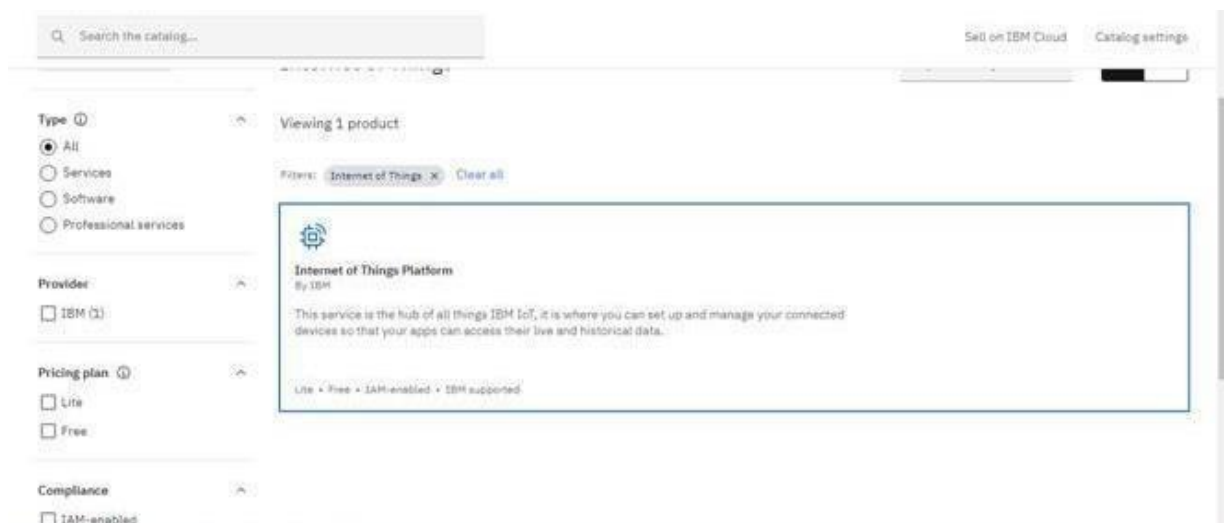 Search the catalog...
Sell on IBM Cloud
Catalog settings
Type
All
Services
Software
Professional services
Provider
IBM (1)
Pricing plan
Lite
Free
Compliance
IAM-enabled
Viewing 1 product
Filters: Internet of Things × Clear all
Internet of Things Platform
By IBM
This service is the hub of all things IBM IoT, it is where you can set up and manage your connected
devices so that your apps can access their live and historical data.
Lite • Free • IAM-enabled • IBM supported